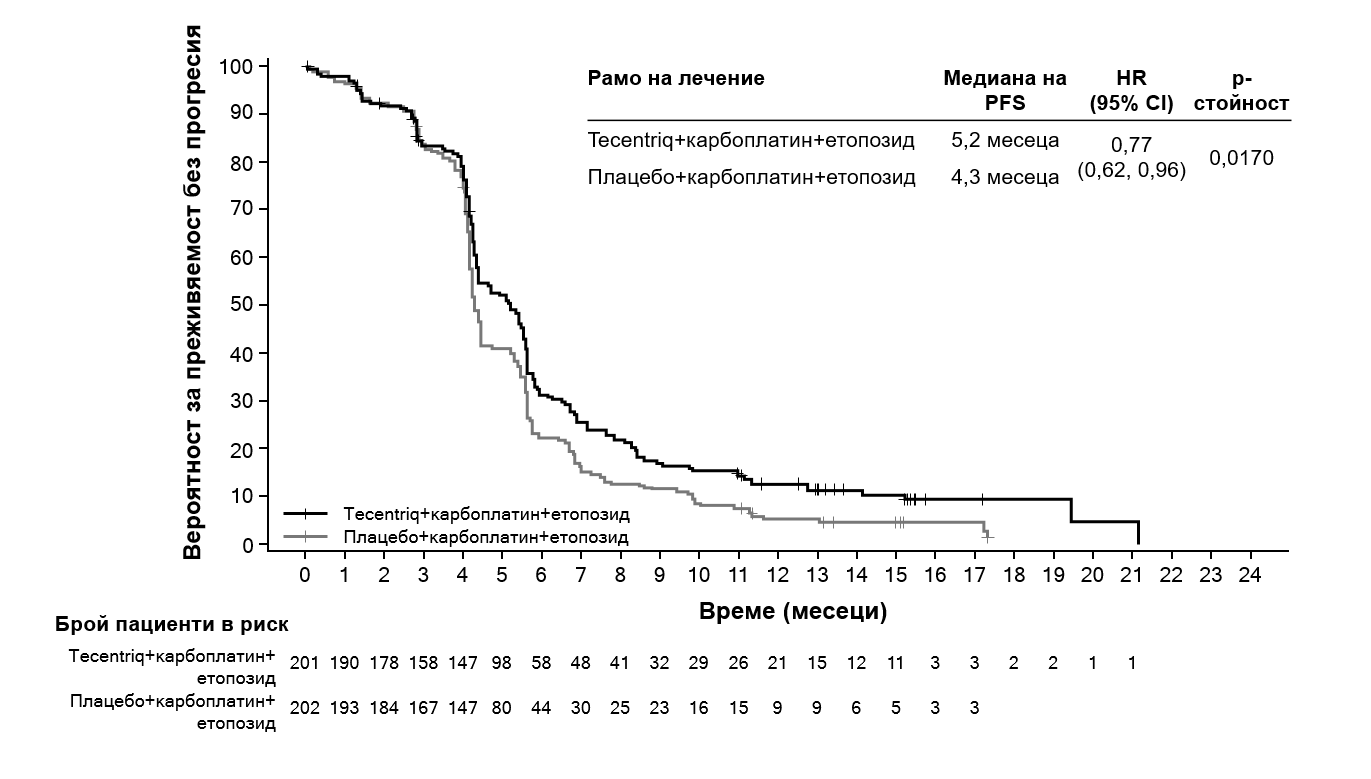 Вероятност за преживяемост без прогресия
100
90
80
70
60
50
40
30
20
10
0
Рамо на лечение Медиана на PFS HR (95% CI) p-стойност
Tecentriq+карбоплатин+етопозид 5,2 месеца 0,77 (0,62, 0,96) 0,0170
Плацебо+карбоплатин+етопозид 4,3 месеца
Tecentriq+карбоплатин+етопозид
Плацебо+карбоплатин+етопозид
0 1 2 3 4 5 6 7 8 9 10 11 12 13 14 15 16 17 18 19 20 21 22 23 24
Време (месеци)
Брой пациенти в риск
Tecentriq+карбоплатин+
етопозид
201 190 178 158 147 98 58 48 41 32 29 26 21 15 12 11 3 3 2 2 1 1
Плацебо+карбоплатин+
етопозид
202 193 184 167 147 80 44 30 25 23 16 15 9 9 6 5 3 3